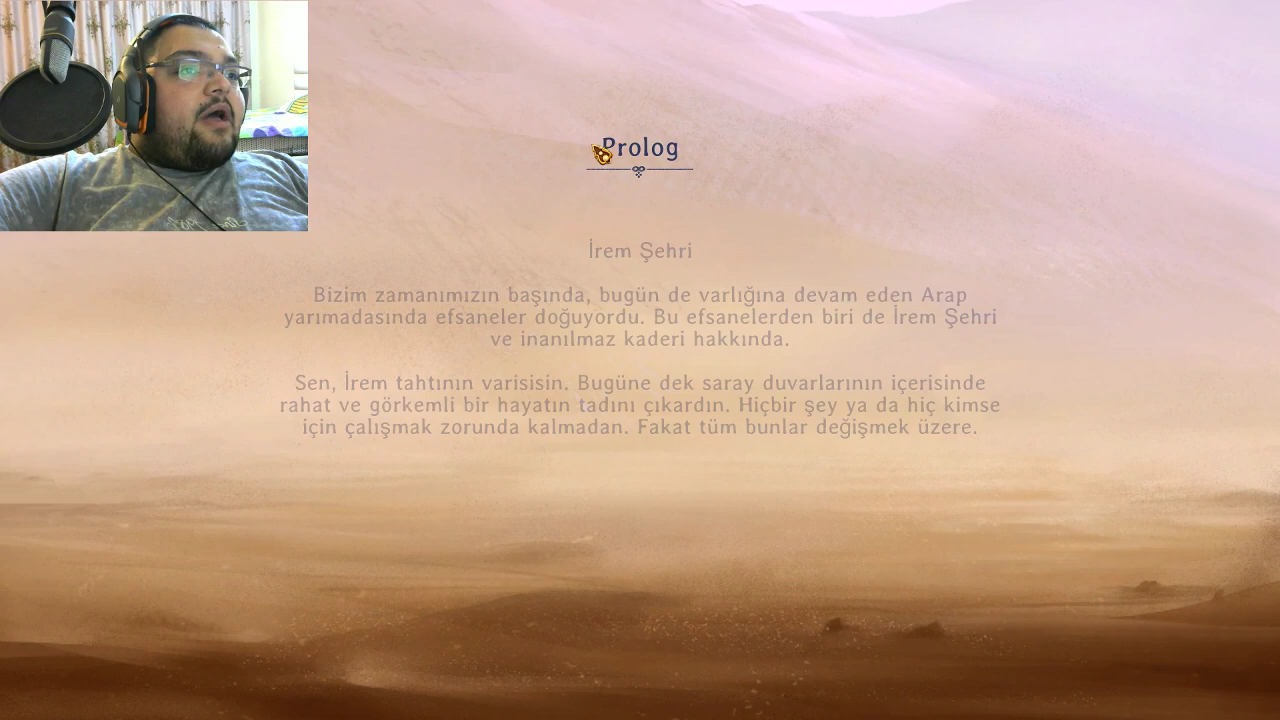 Prolog
İrem Şehri
Bizim zamanımızın başında, bugün de varlığına devam eden Arap
yarımadasında efsaneler doğuyordu. Bu efsanelerden biri de İrem Şehri
ve inanılmaz kaderi hakkında.
Sen, İrem tahtının varisisin. Bugüne dek saray duvarlarının içerisinde
rahat ve görkemli bir hayatın tadını çıkardın. Hiçbir şey ya da hiç kimse
için çalışmak zorunda kalmadan. Fakat tüm bunlar değişmek üzere.